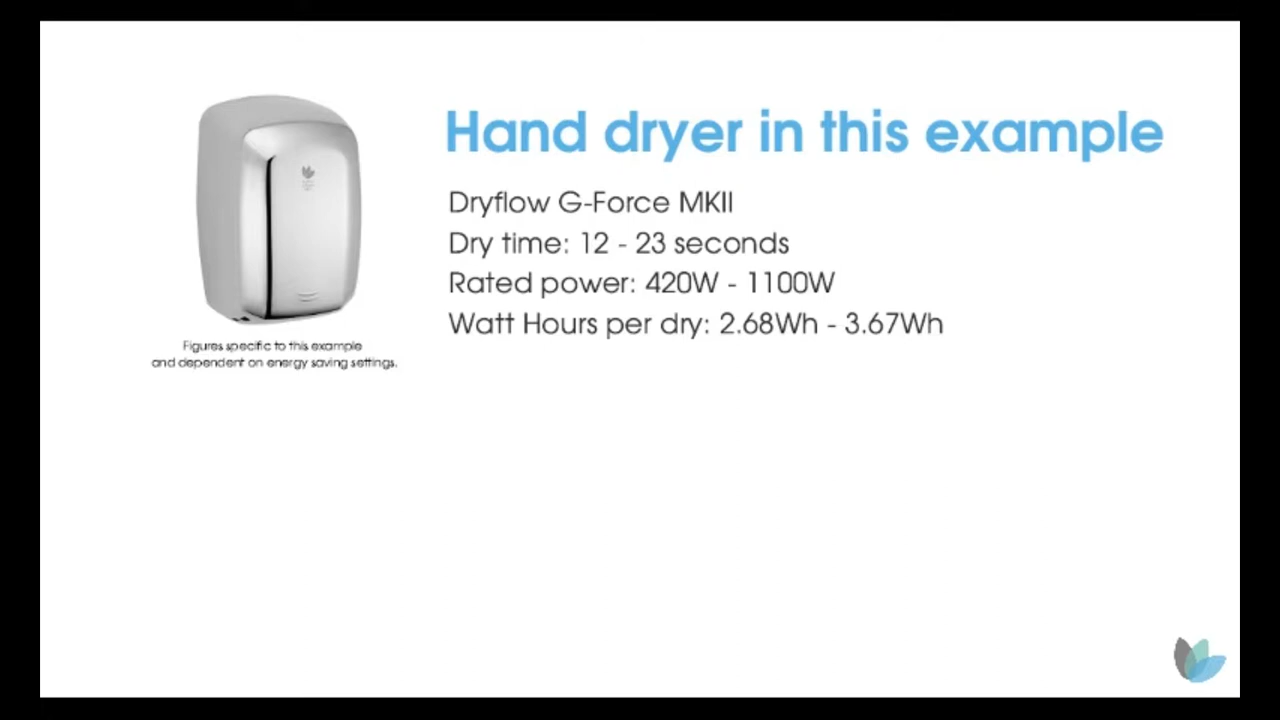 Hand dryer in this example
Dryflow G-Force MKII
Dry time: 12 - 23 seconds
Rated power: 420W - 1100W
Watt Hours per dry: 2.68Wh - 3.67Wh
Figures specific to this example
and dependent on energy saving settings.